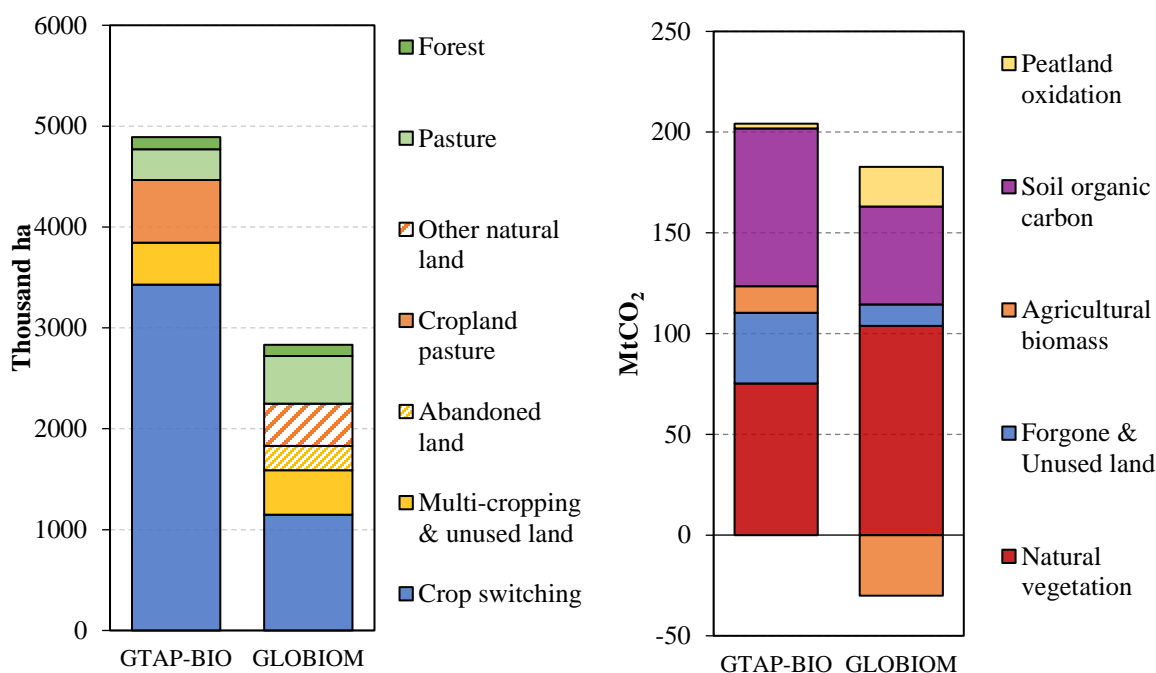 Thousand ha
6000
5000
4000
3000
2000
1000
0
GTAP-BIO
GLOBIOM
Forest
Pasture
Other natural
land
Cropland
pasture
Abandoned
land
Multi-cropping
& unused land
Crop switching
MtCO₂
250
200
150
100
50
0
-50
GTAP-BIO
GLOBIOM
Peatland
oxidation
Soil organic
carbon
Agricultural
biomass
Forgone &
Unused land
Natural
vegetation